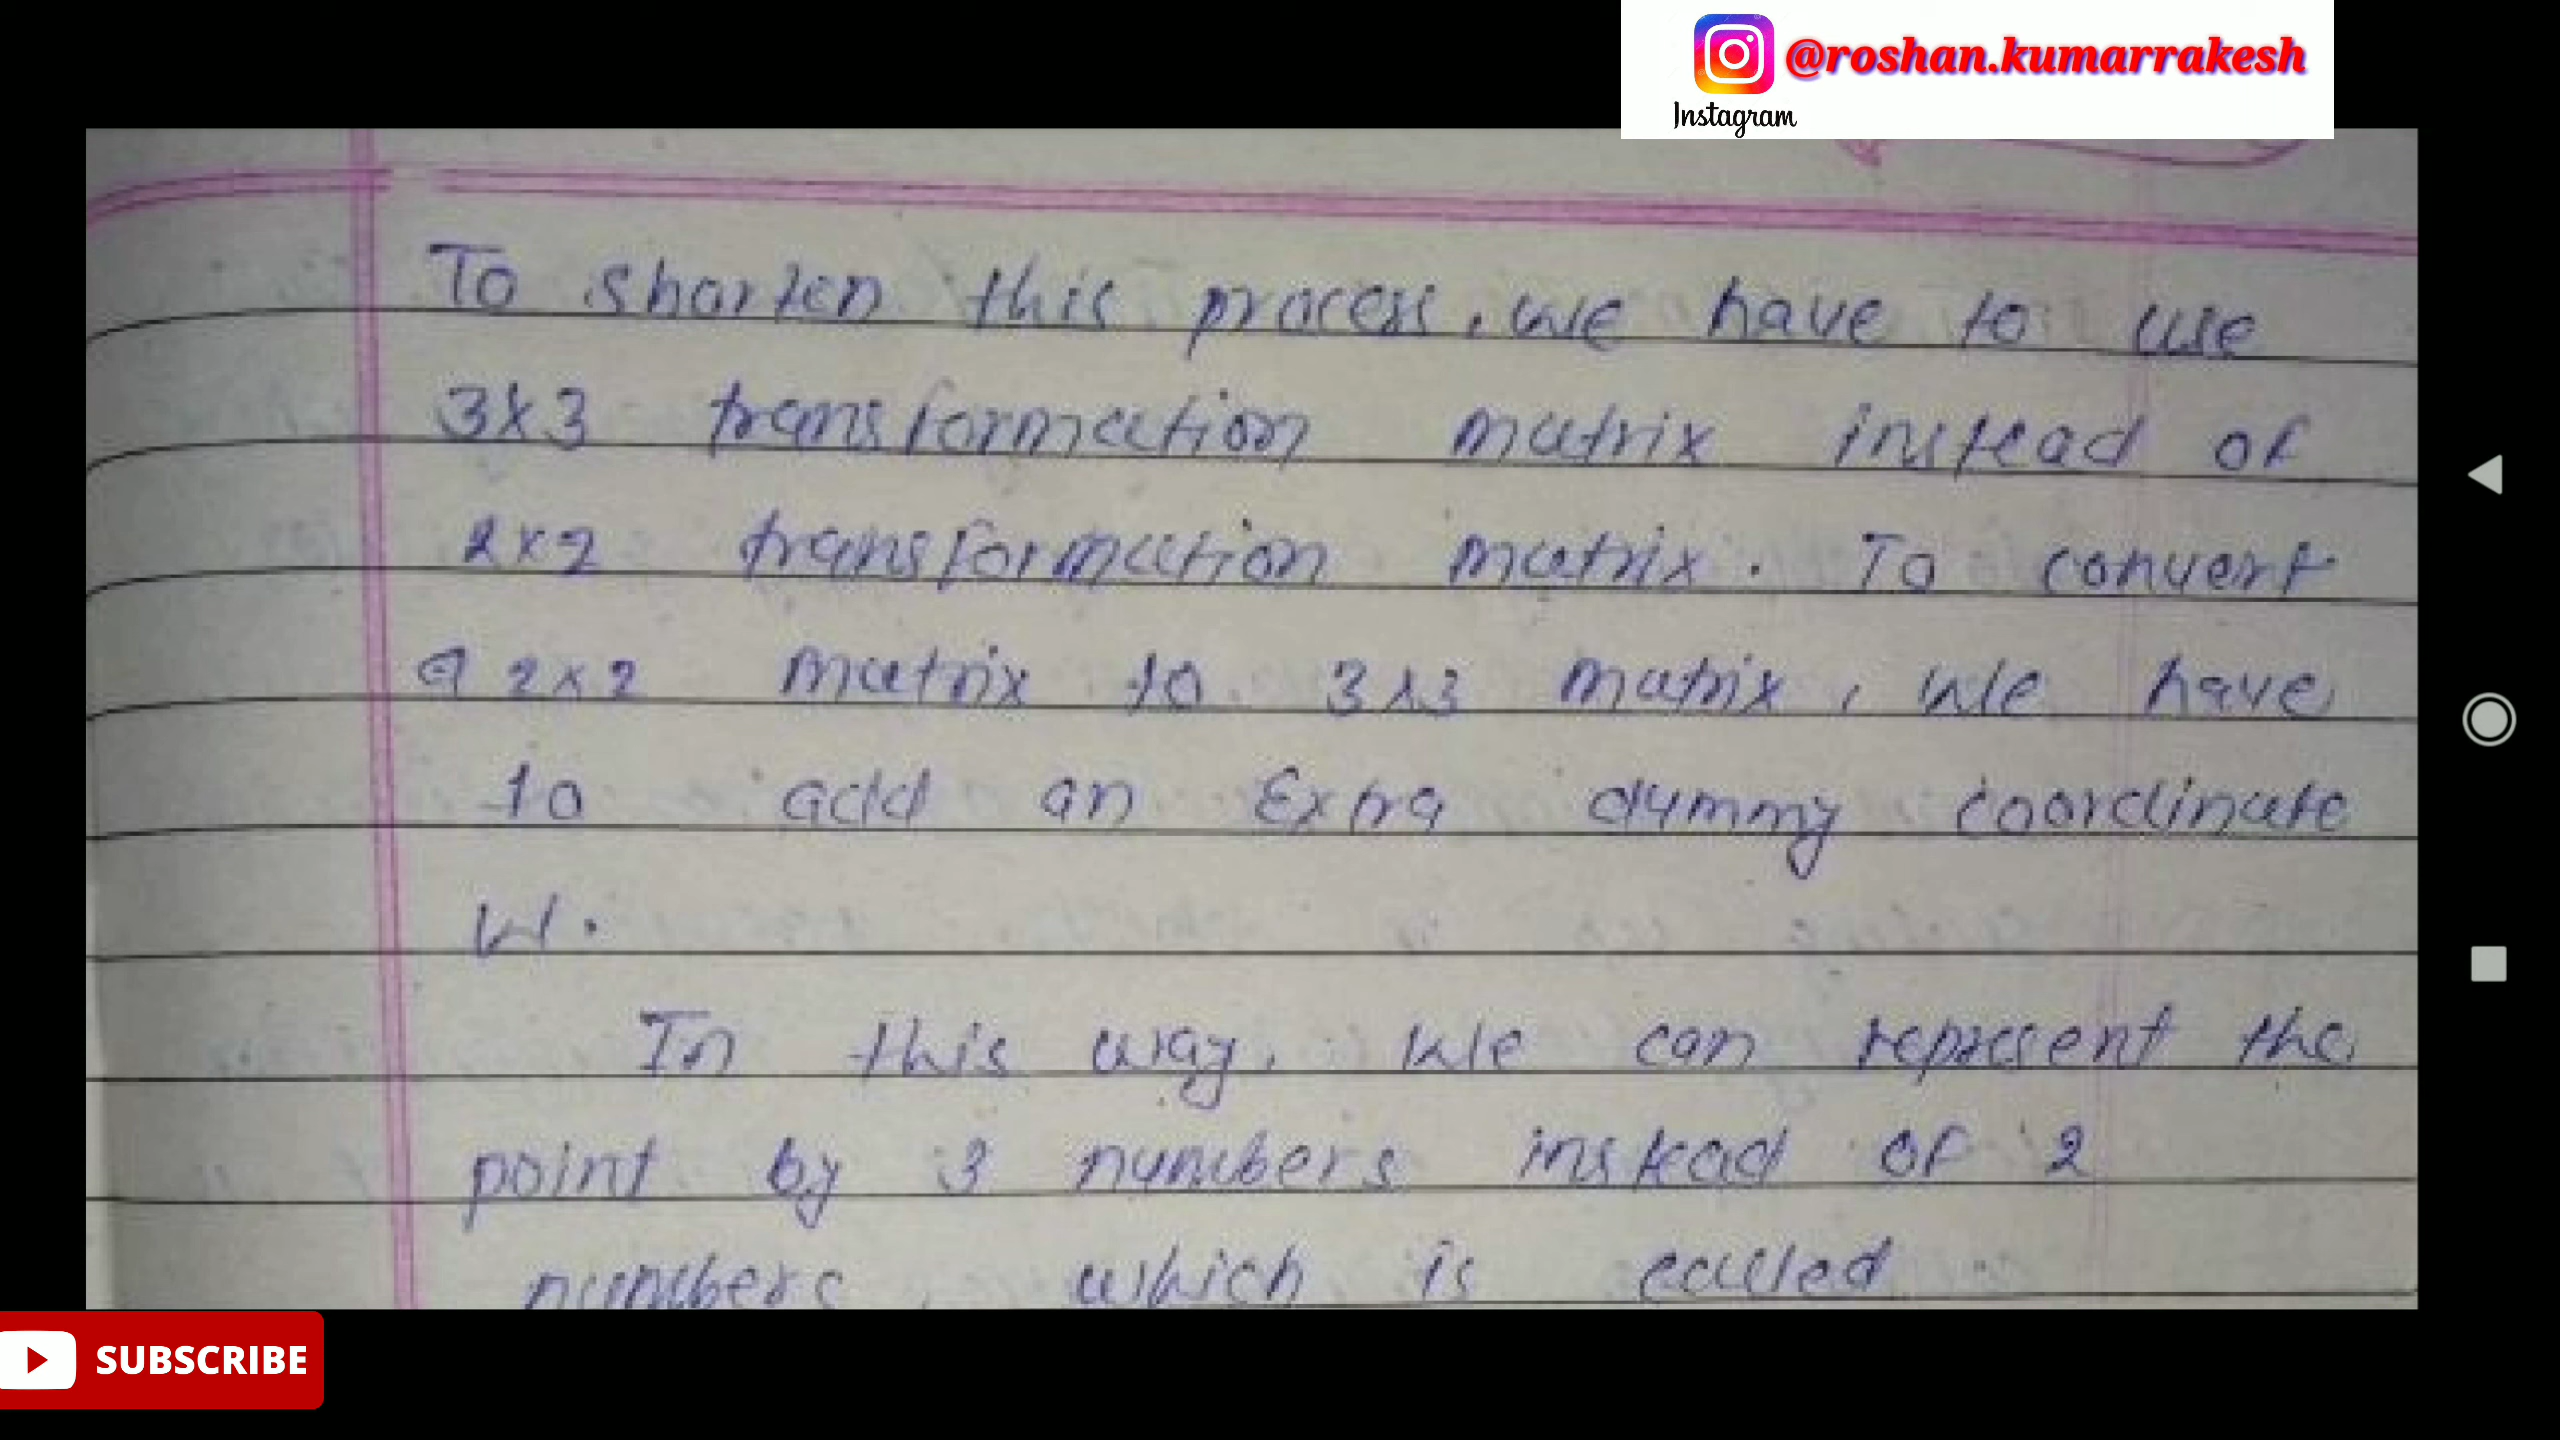 @roshan.kumarrakesh
Instagram
To shorten this process, we have to use
3x3 transformation matrix instead of
2x2 transformation matrix. To convert
a 2x2 matrix to 3x3 matrix, we have
to add an Extra dummy coordinate
W.
In this way, we can represent the
point by 3 numbers instead of 2
numbers, which is called
SUBSCRIBE